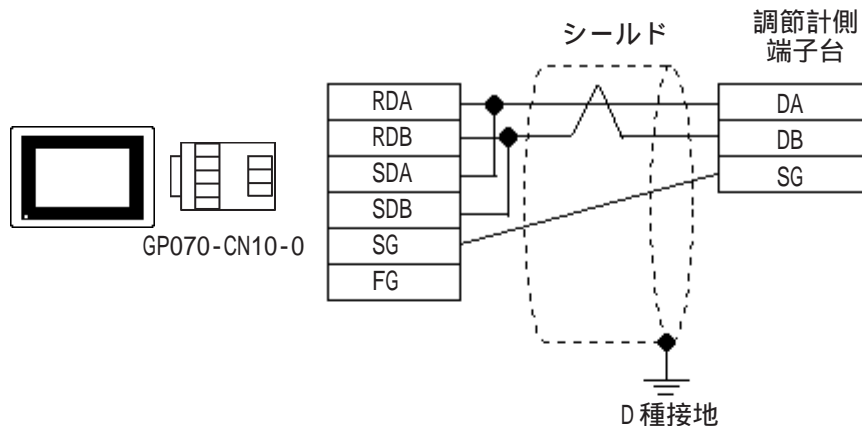 シールド
調節計側
端子台
RDA
RDB
SDA
SDB
SG
FG
DA
DB
SG
GP070-CN10-0
D種接地